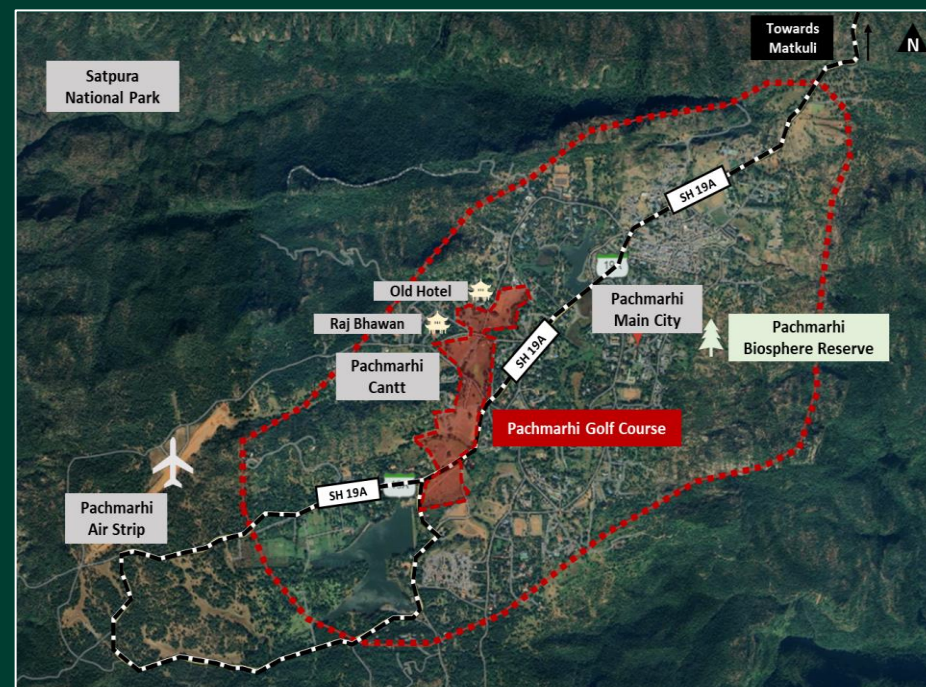 Towards
Matkuli
N
Satpura
National Park
SH 19A
Old Hotel
Raj Bhawan
Pachmarhi
Main City
Pachmarhi
Biosphere Reserve
SH 19A
Pachmarhi
Cantt
Pachmarhi Golf Course
SH 19A
Pachmarhi
Air Strip